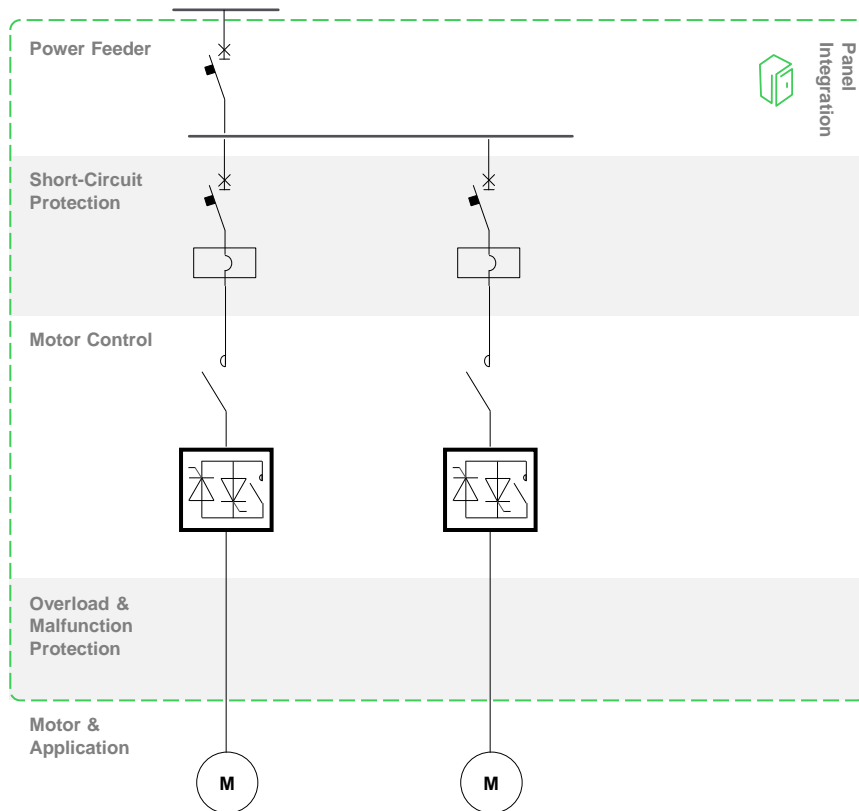 Power Feeder
Panel
Integration
Short-Circuit
Protection
Motor Control
Overload &
Malfunction
Protection
Motor &
Application
M
M